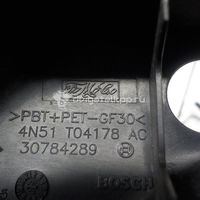 >PBT+PET-GF30<
4N51 T04178 AC
30784289
BOSCH